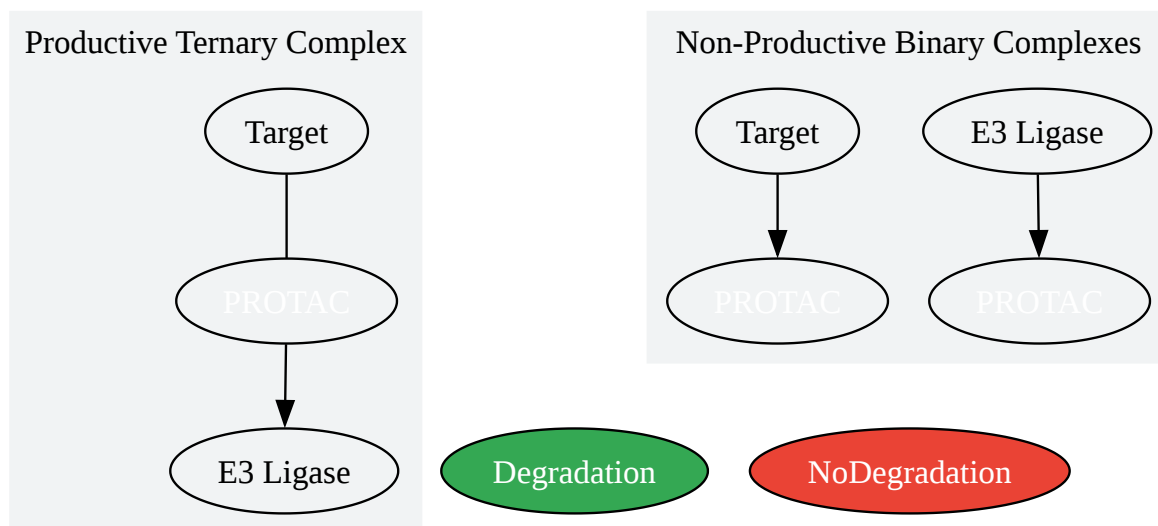 Productive Ternary Complex
Target
PROTAC
E3 Ligase
Non-Productive Binary Complexes
Target
E3 Ligase
PROTAC
PROTAC
Degradation
NoDegradation